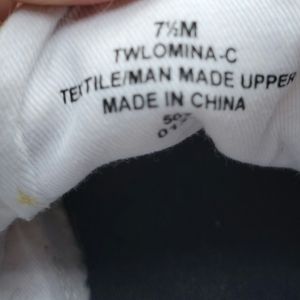 7½M
TWLOMINA-C
TEXTILE/MAN MADE UPPER
MADE IN CHINA